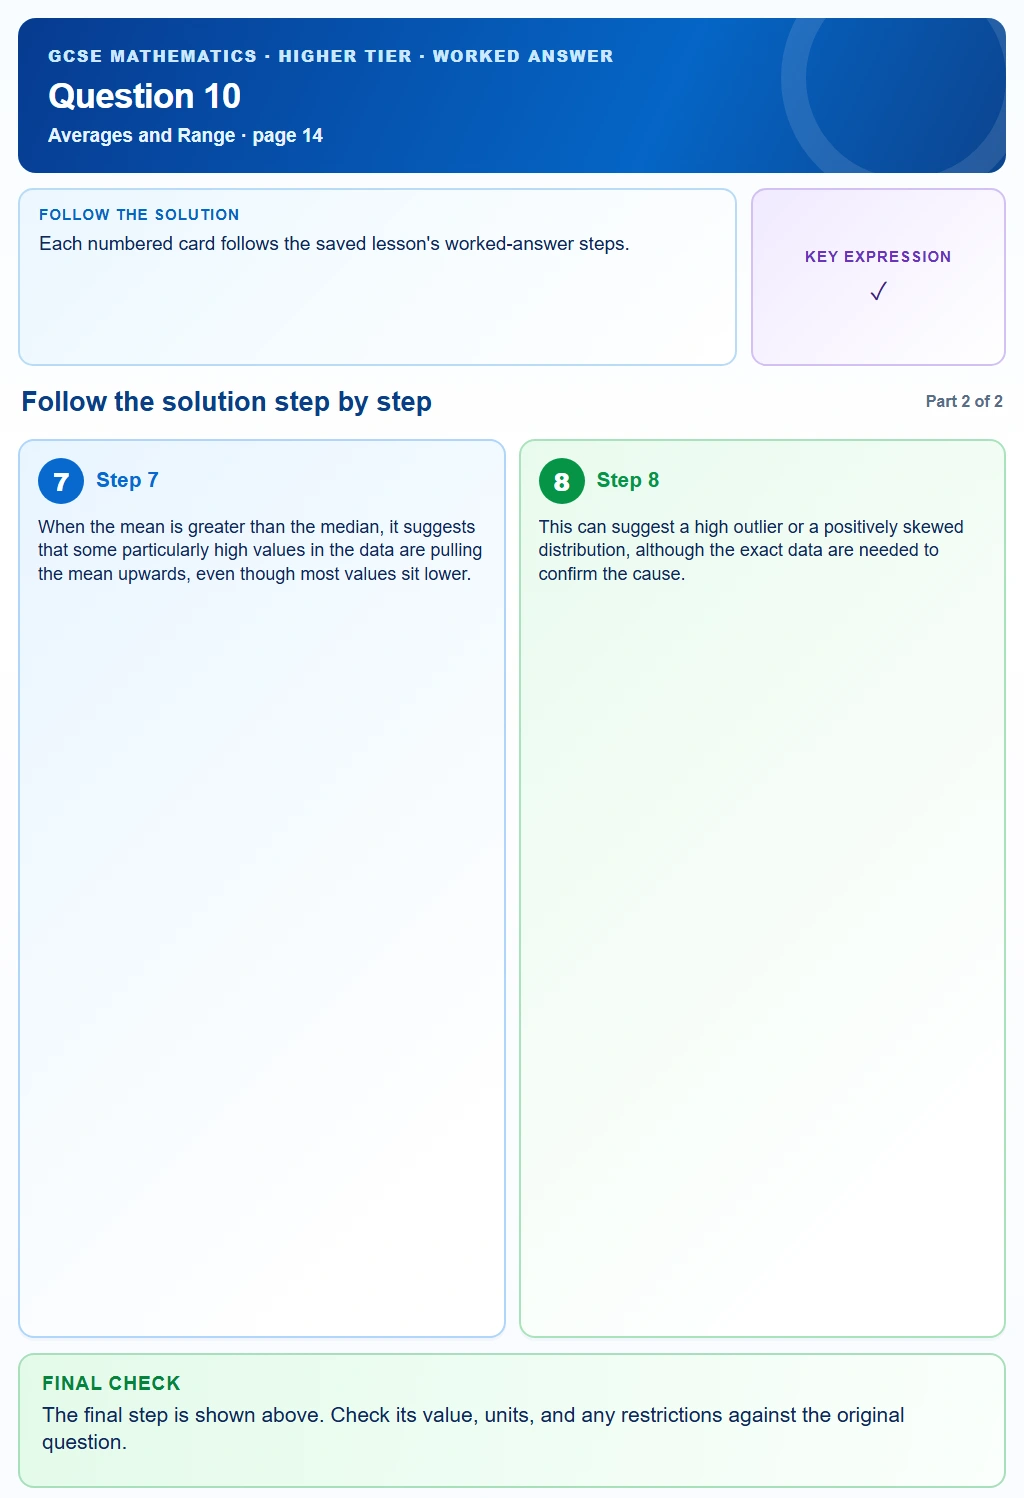 GCSE MATHEMATICS · HIGHER TIER · WORKED ANSWER
Question 10
Averages and Range · page 14
FOLLOW THE SOLUTION
Each numbered card follows the saved lesson's worked-answer steps.
KEY EXPRESSION
✓
Follow the solution step by step
Part 2 of 2
7
Step 7
When the mean is greater than the median, it suggests
that some particularly high values in the data are pulling
the mean upwards, even though most values sit lower.
8
Step 8
This can suggest a high outlier or a positively skewed
distribution, although the exact data are needed to
confirm the cause.
FINAL CHECK
The final step is shown above. Check its value, units, and any restrictions against the original
question.